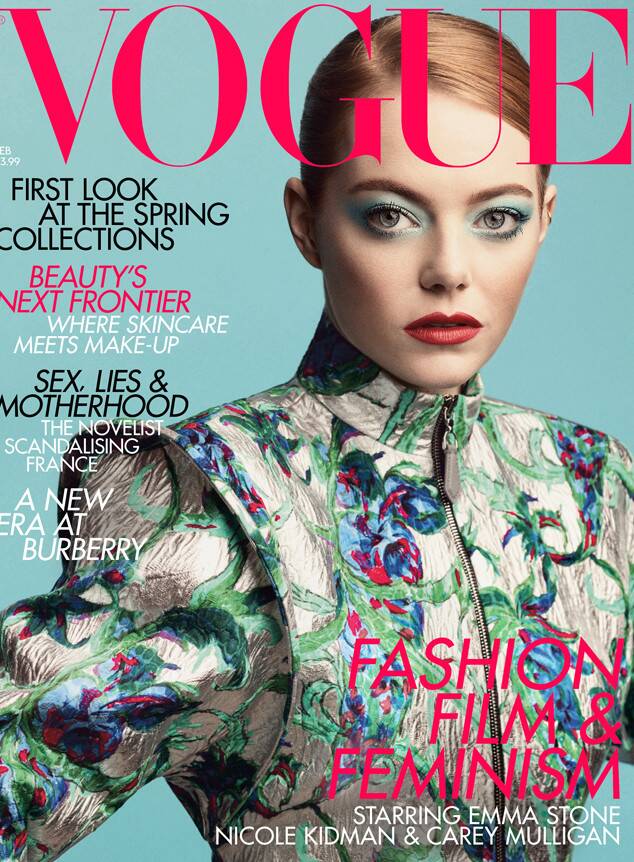 VOGUE
FIRST LOOK
AT THE SPRING
COLLECTIONS
BEAUTY'S
NEXT FRONTIER
WHERE SKINCARE
MEETS MAKE-UP
SEX, LIES &
MOTHERHOOD
THE NOVELIST
SCANDALISING
FRANCE
A NEW
ERA AT
BURBERRY
FASHION
FILM &
FEMINISM
STARRING EMMA STONE
NICOLE KIDMAN & CAREY MULLIGAN